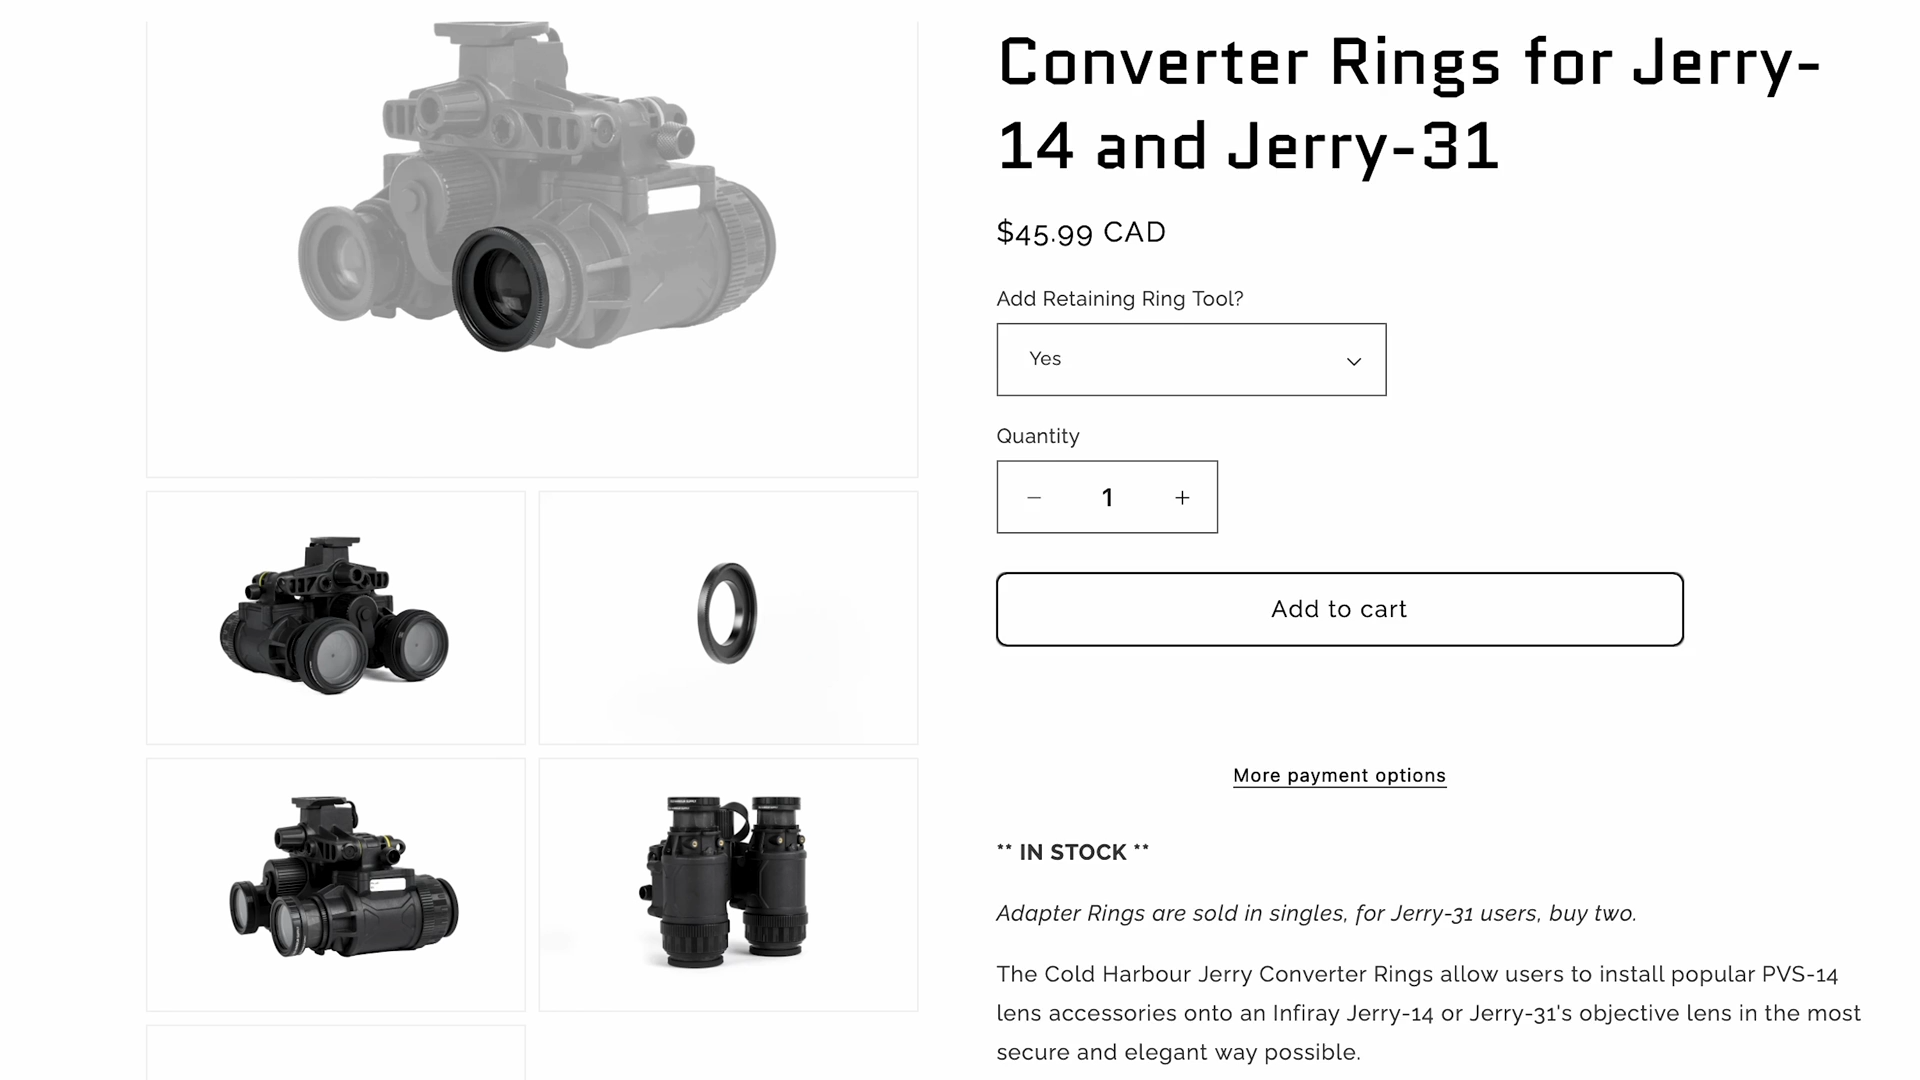 Converter Rings for Jerry-
14 and Jerry-31
$45.99 CAD
Add Retaining Ring Tool?
Yes
Quantity
− 1 +
Add to cart
More payment options
** IN STOCK **
Adapter Rings are sold in singles, for Jerry-31 users, buy two.
The Cold Harbour Jerry Converter Rings allow users to install popular PVS-14
lens accessories onto an Infiray Jerry-14 or Jerry-31's objective lens in the most
secure and elegant way possible.